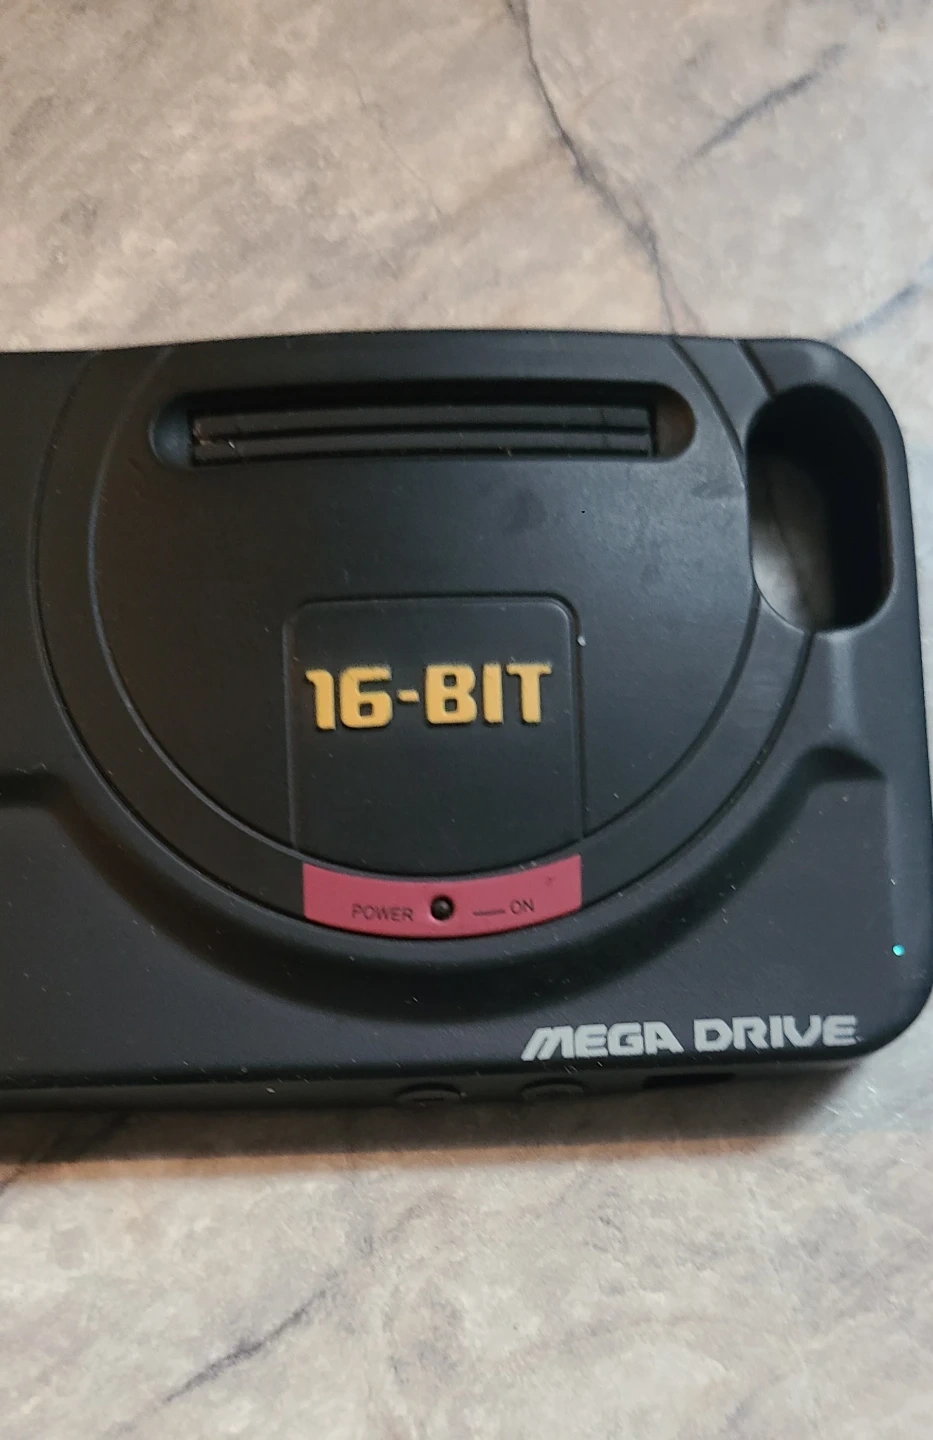 16-BIT
POWER — ON
MEGA DRIVE